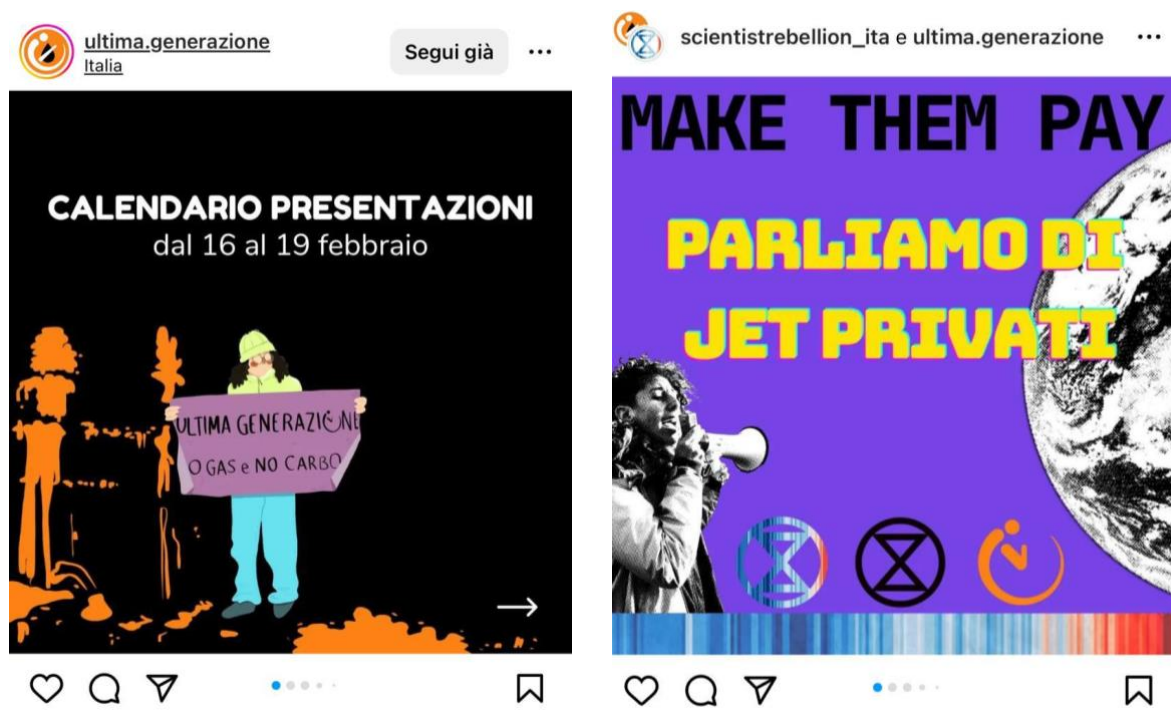 ultima.generazione
Italia
Segui già
CALENDARIO PRESENTAZIONI
dal 16 al 19 febbraio
ULTIMA GENERAZIONE
O GAS e NO CARBO
scientistrebellion_ita e ultima.generazione
MAKE THEM PAY
PARLIAMO DI
JET PRIVATI